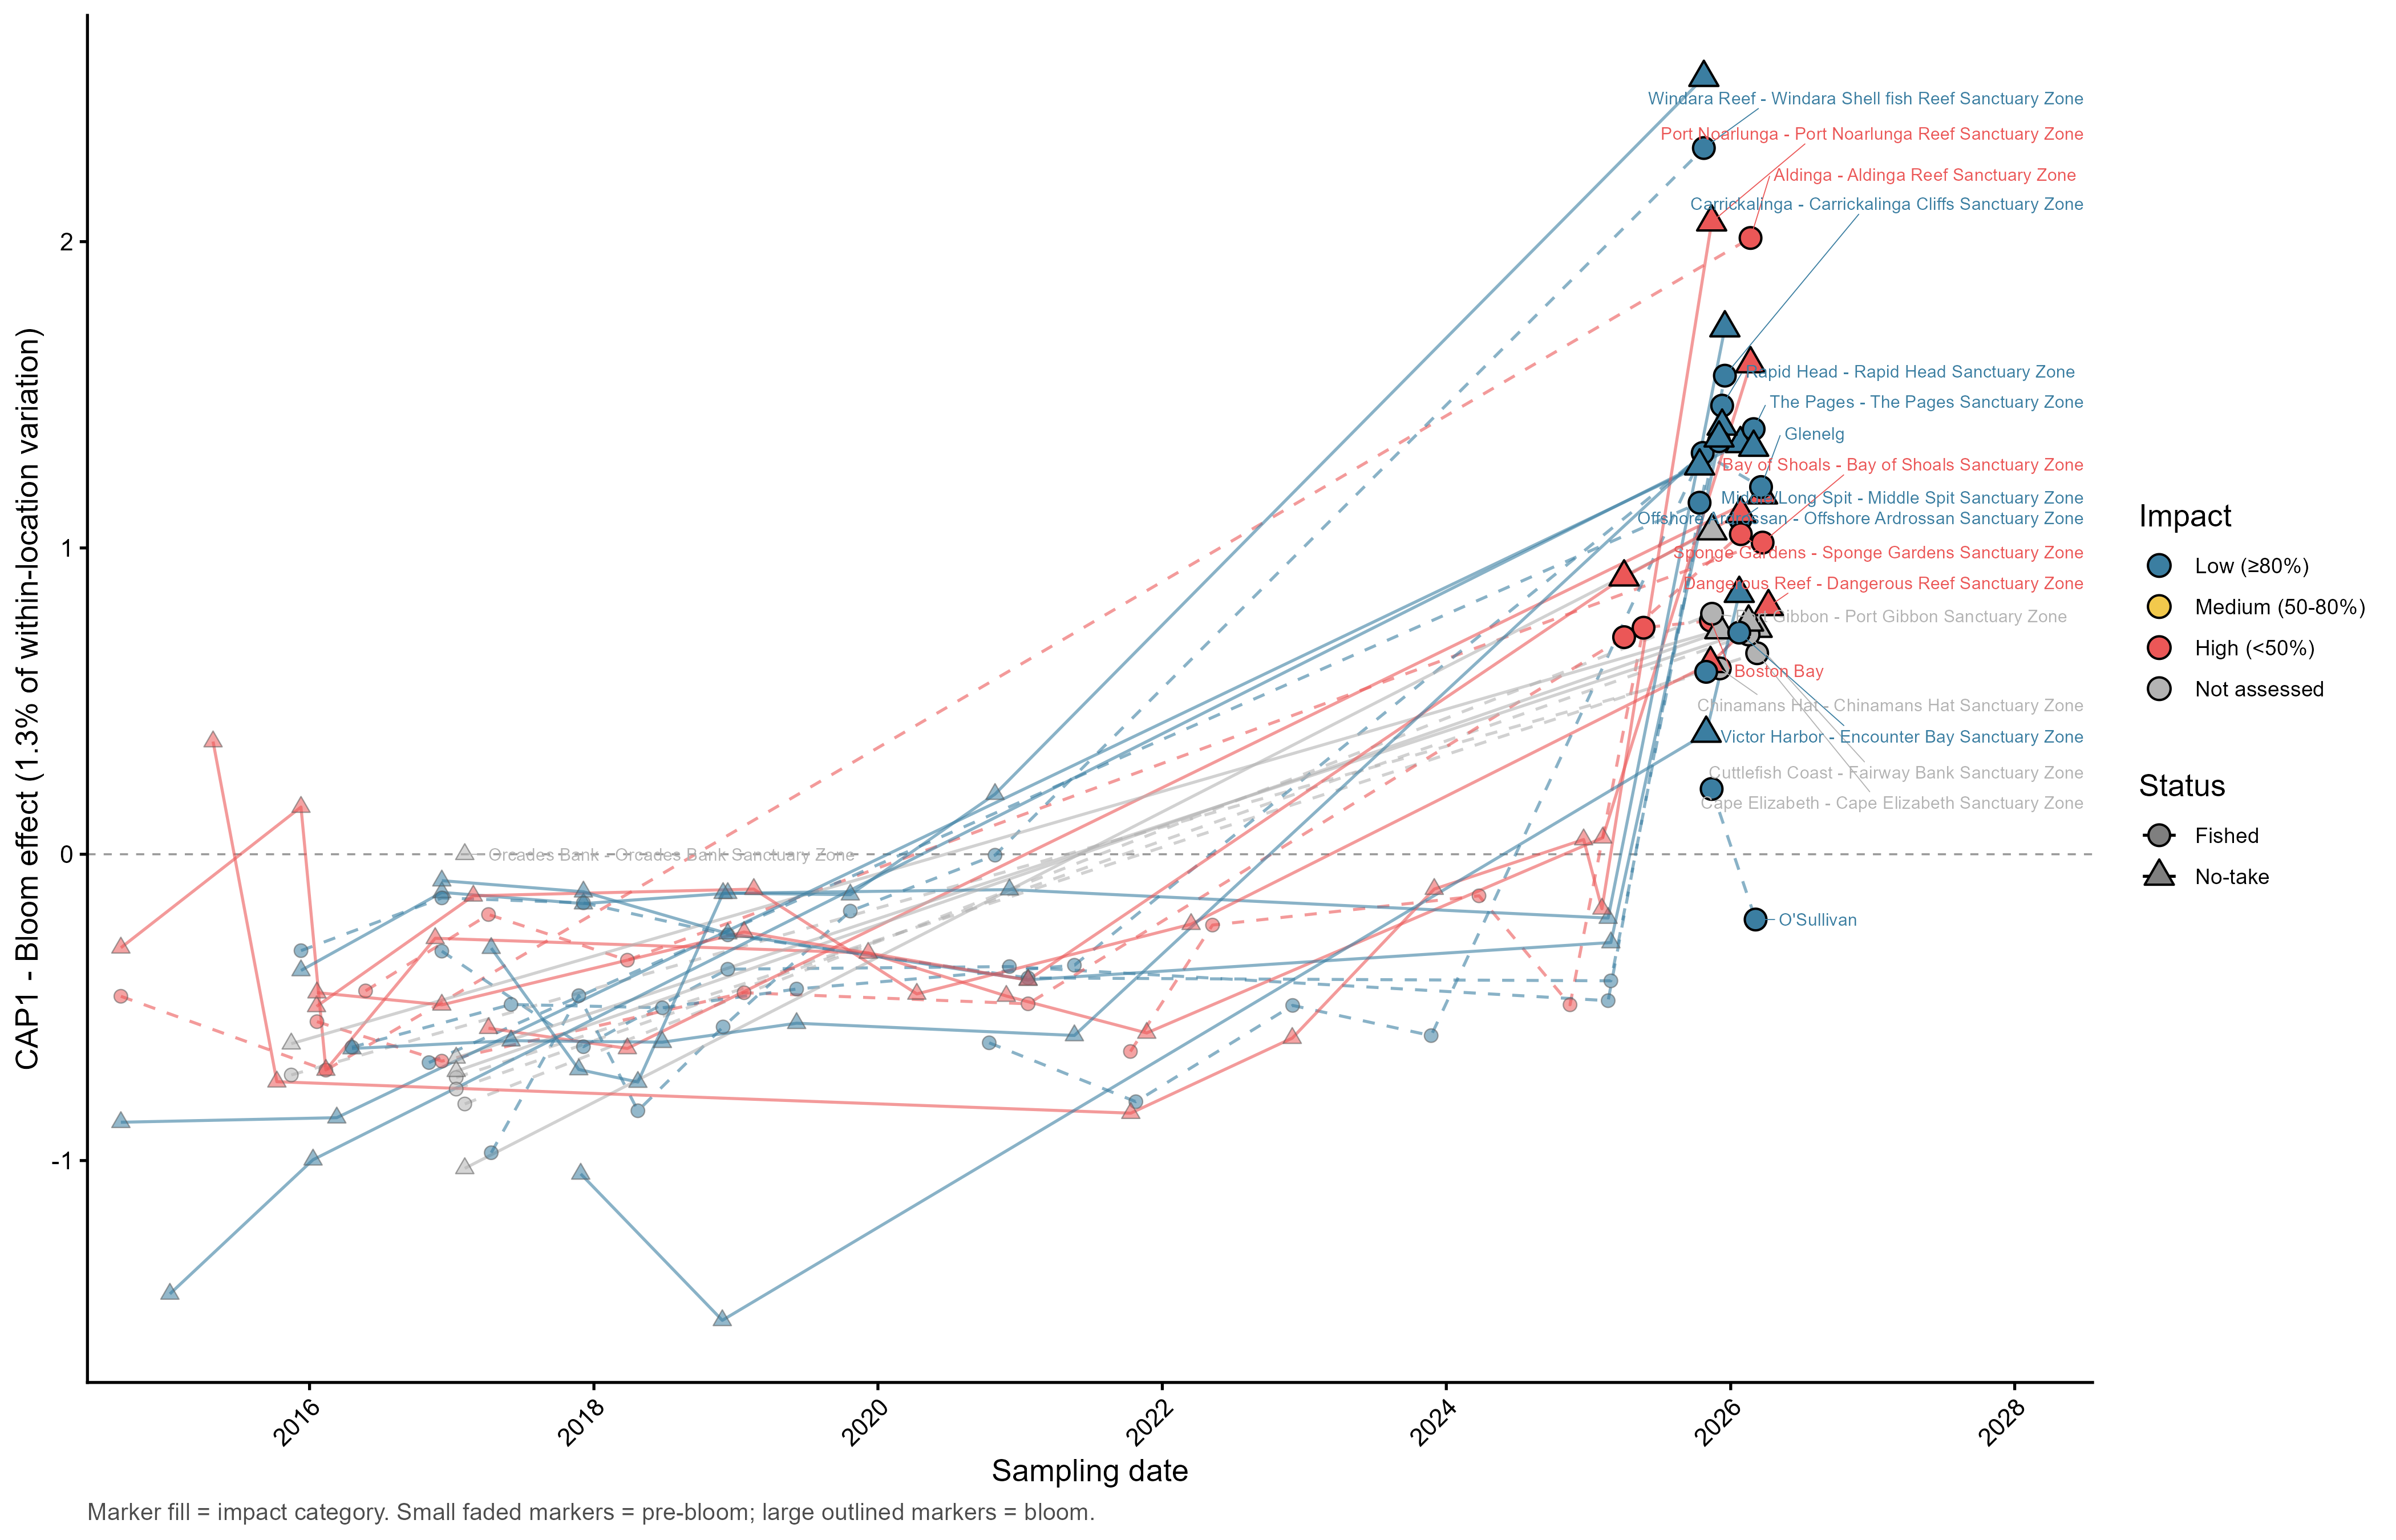 CAP1 - Bloom effect (1.3% of within-location variation)
2
1
0
-1
Windara Reef - Windara Shell fish Reef Sanctuary Zone
Port Noarlunga - Port Noarlunga Reef Sanctuary Zone
Aldinga - Aldinga Reef Sanctuary Zone
Carrickalinga - Carrickalinga Cliffs Sanctuary Zone
Rapid Head - Rapid Head Sanctuary Zone
The Pages - The Pages Sanctuary Zone
Glenelg
Bay of Shoals - Bay of Shoals Sanctuary Zone
Middle/Long Spit - Middle Spit Sanctuary Zone
Offshore Ardrossan - Offshore Ardrossan Sanctuary Zone
Sponge Gardens - Sponge Gardens Sanctuary Zone
Dangerous Reef - Dangerous Reef Sanctuary Zone
Port Gibbon - Port Gibbon Sanctuary Zone
Boston Bay
Chinamans Hat - Chinamans Hat Sanctuary Zone
Victor Harbor - Encounter Bay Sanctuary Zone
Cuttlefish Coast - Fairway Bank Sanctuary Zone
Cape Elizabeth - Cape Elizabeth Sanctuary Zone
Orcades Bank - Orcades Bank Sanctuary Zone
O'Sullivan
2016
2018
2020
2022
2024
2026
2028
Sampling date
Marker fill = impact category. Small faded markers = pre-bloom; large outlined markers = bloom.
Impact
Low (≥80%)
Medium (50-80%)
High (<50%)
Not assessed
Status
Fished
No-take